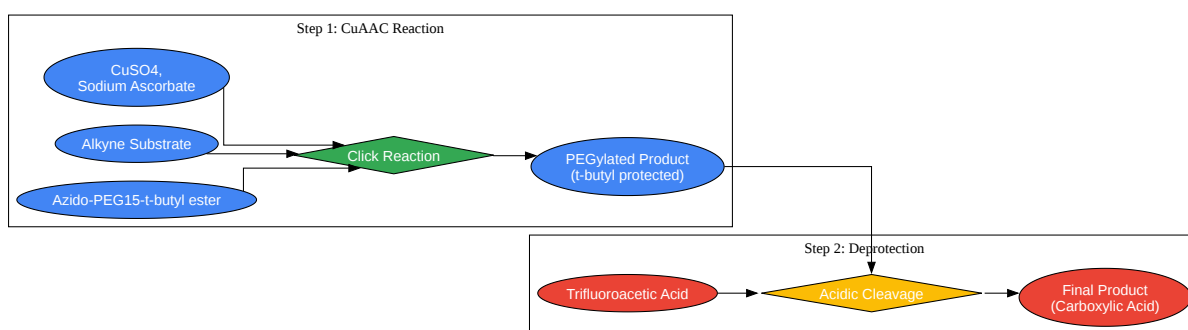 Step 1: CuAAC Reaction
CuSO4,
Sodium Ascorbate
Alkyne Substrate
Click Reaction
Azido-PEG15-t-butyl ester
PEGylated Product
(t-butyl protected)
Step 2: Deprotection
Trifluoroacetic Acid
Acidic Cleavage
Final Product
(Carboxylic Acid)